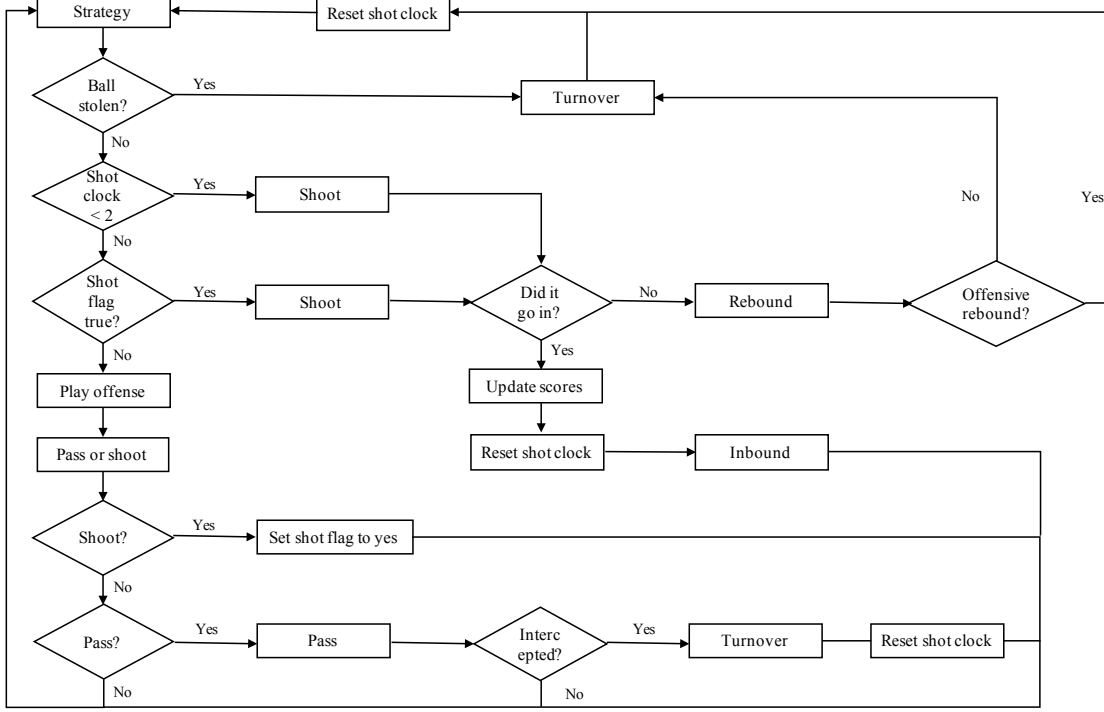 Strategy
Reset shot clock
Ball
stolen?
Yes
Turnover
No
Shot
clock
< 2
Yes
Shoot
No
Yes
No
Shot
flag
true?
Yes
Shoot
Did it
go in?
No
Rebound
Offensive
rebound?
No
Yes
Play offense
Update scores
Pass or shoot
Reset shot clock
Inbound
Shoot?
Yes
Set shot flag to yes
No
Pass?
Yes
Pass
Interc
epted?
Yes
Turnover
Reset shot clock
No
No